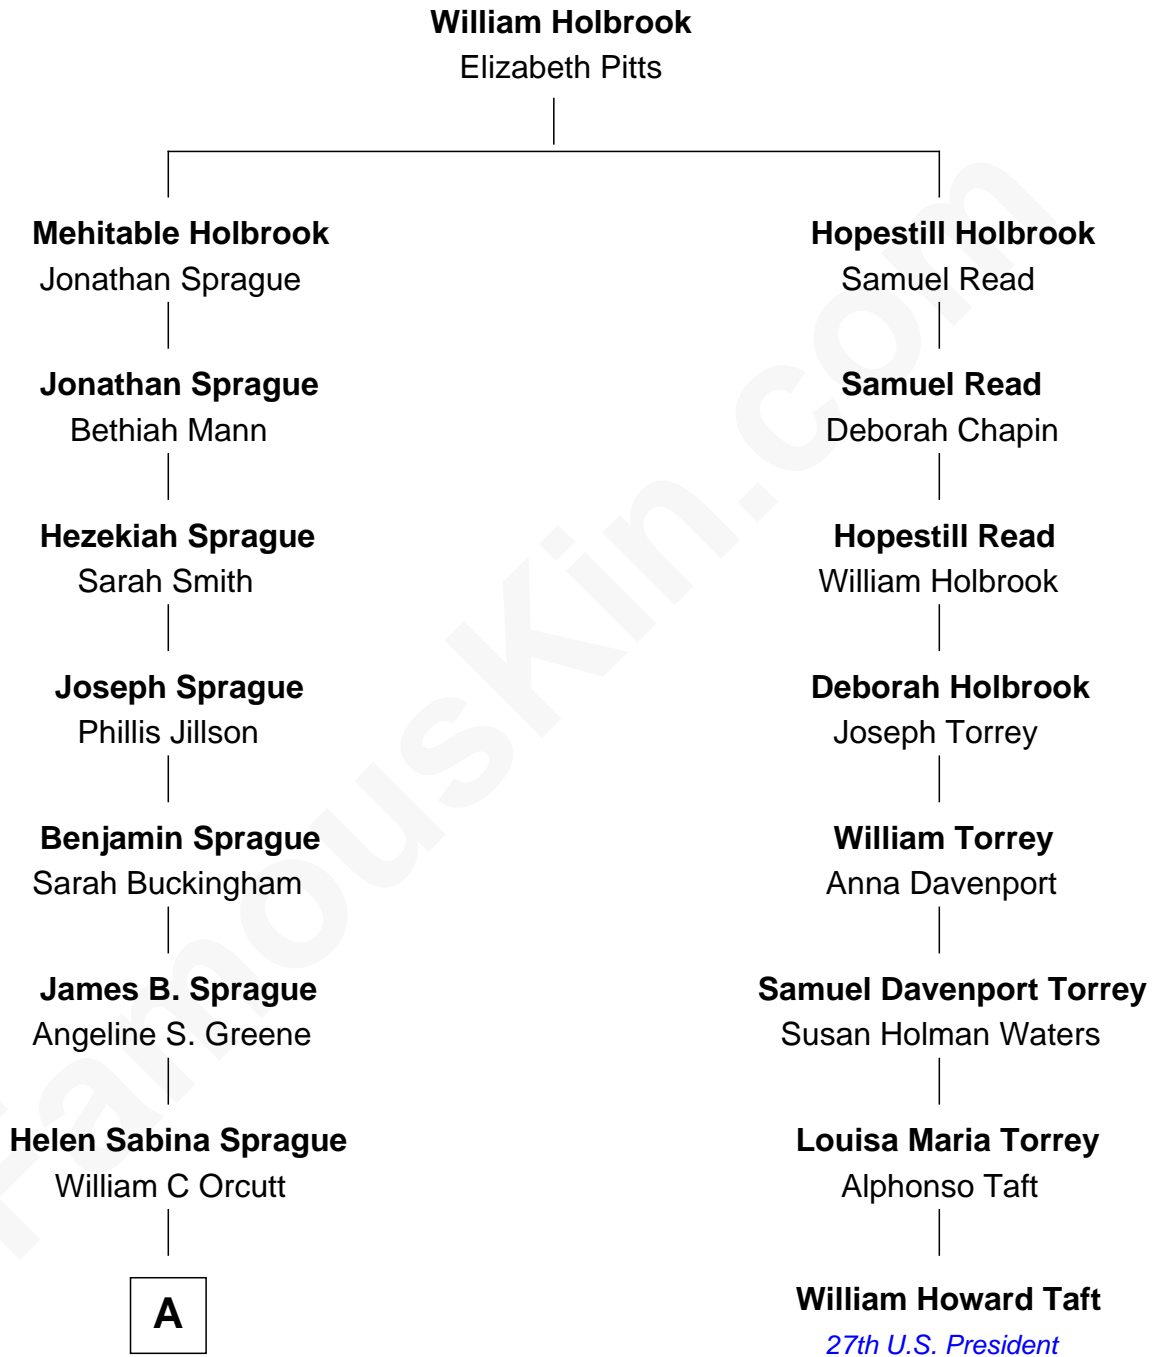 William Holbrook
Elizabeth Pitts
Mehitable Holbrook
Jonathan Sprague
Hopestill Holbrook
Samuel Read
Jonathan Sprague
Bethiah Mann
Samuel Read
Deborah Chapin
Hezekiah Sprague
Sarah Smith
Hopestill Read
William Holbrook
Joseph Sprague
Phillis Jillson
Deborah Holbrook
Joseph Torrey
Benjamin Sprague
Sarah Buckingham
William Torrey
Anna Davenport
James B. Sprague
Angeline S. Greene
Samuel Davenport Torrey
Susan Holman Waters
Helen Sabina Sprague
William C Orcutt
Louisa Maria Torrey
Alphonso Taft
A
William Howard Taft
27th U.S. President
FamousKin.com